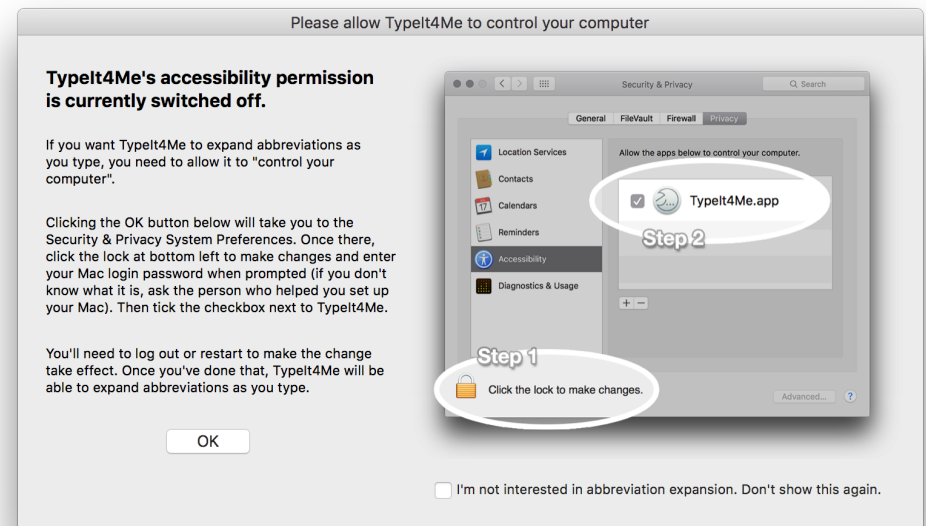 Please allow TypeIt4Me to control your computer
TypeIt4Me's accessibility permission
is currently switched off.
If you want TypeIt4Me to expand abbreviations as
you type, you need to allow it to "control your
computer".
Clicking the OK button below will take you to the
Security & Privacy System Preferences. Once there,
click the lock at bottom left to make changes and enter
your Mac login password when prompted (if you don't
know what it is, ask the person who helped you set up
your Mac). Then tick the checkbox next to TypeIt4Me.
You'll need to log out or restart to make the change
take effect. Once you've done that, TypeIt4Me will be
able to expand abbreviations as you type.
OK
Security & Privacy
Search
General FileVault Firewall Privacy
Location Services
Contacts
17
Calendars
Reminders
Accessibility
Diagnostics & Usage
Allow the apps below to control your computer.
TypeIt4Me.app
Step 2
Step 1
Click the lock to make changes.
Advanced... ?
I'm not interested in abbreviation expansion. Don't show this again.